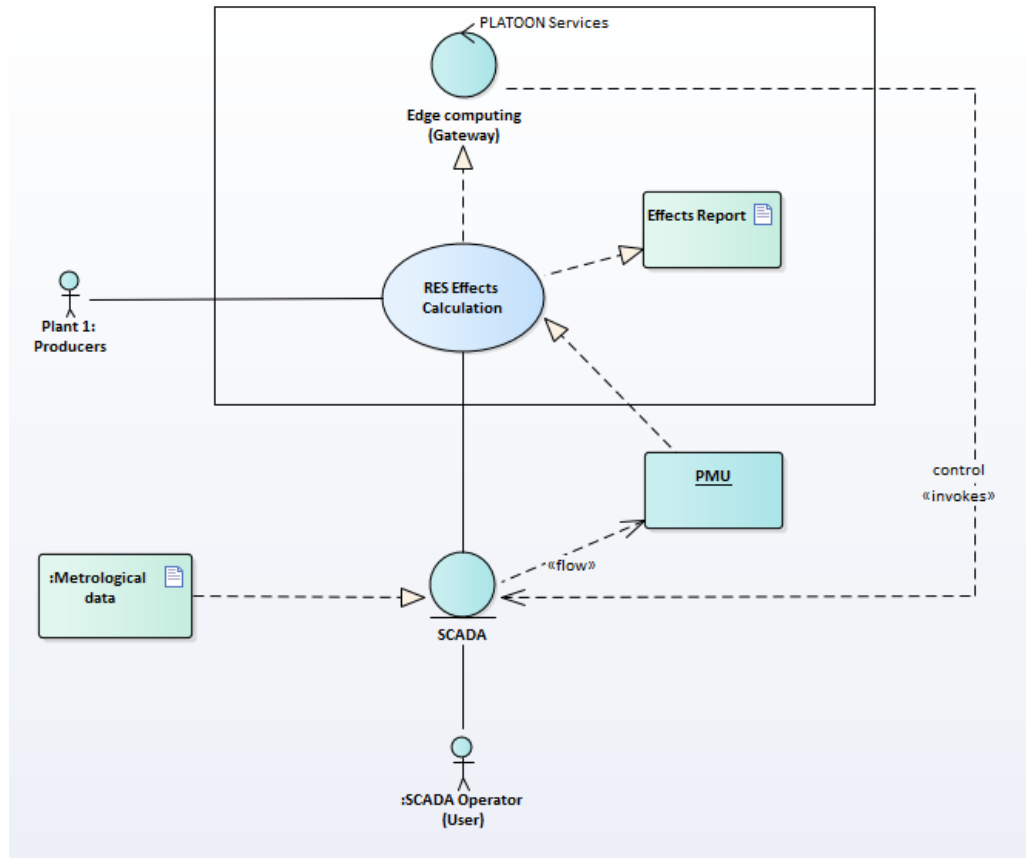 PLATOON Services
Edge computing
(Gateway)
Effects Report
RES Effects
Calculation
Plant 1:
Producers
control
«invokes»
PMU
«flow»
:Metrological
data
SCADA
:SCADA Operator
(User)